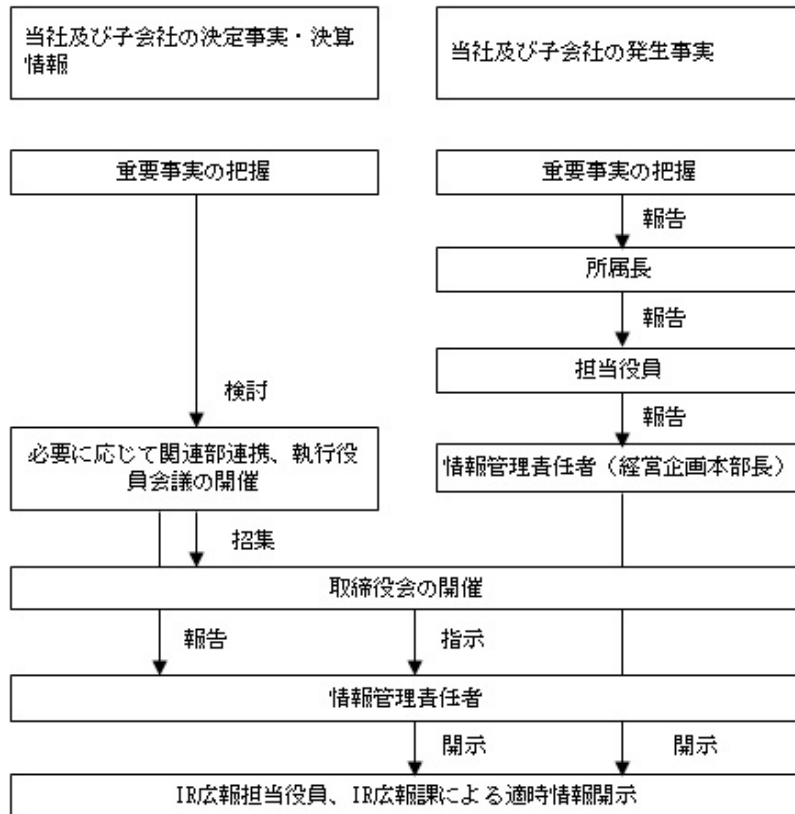 当社及び子会社の決定事実・決算
情報
当社及び子会社の発生事実
重要事実の把握
重要事実の把握
報告
所属長
報告
担当役員
検討
報告
必要に応じて関連部連携、執行役
員会議の開催
情報管理責任者（経営企画本部長）
招集
取締役会の開催
報告
指示
情報管理責任者
開示
開示
IR広報担当役員、IR広報課による適時情報開示